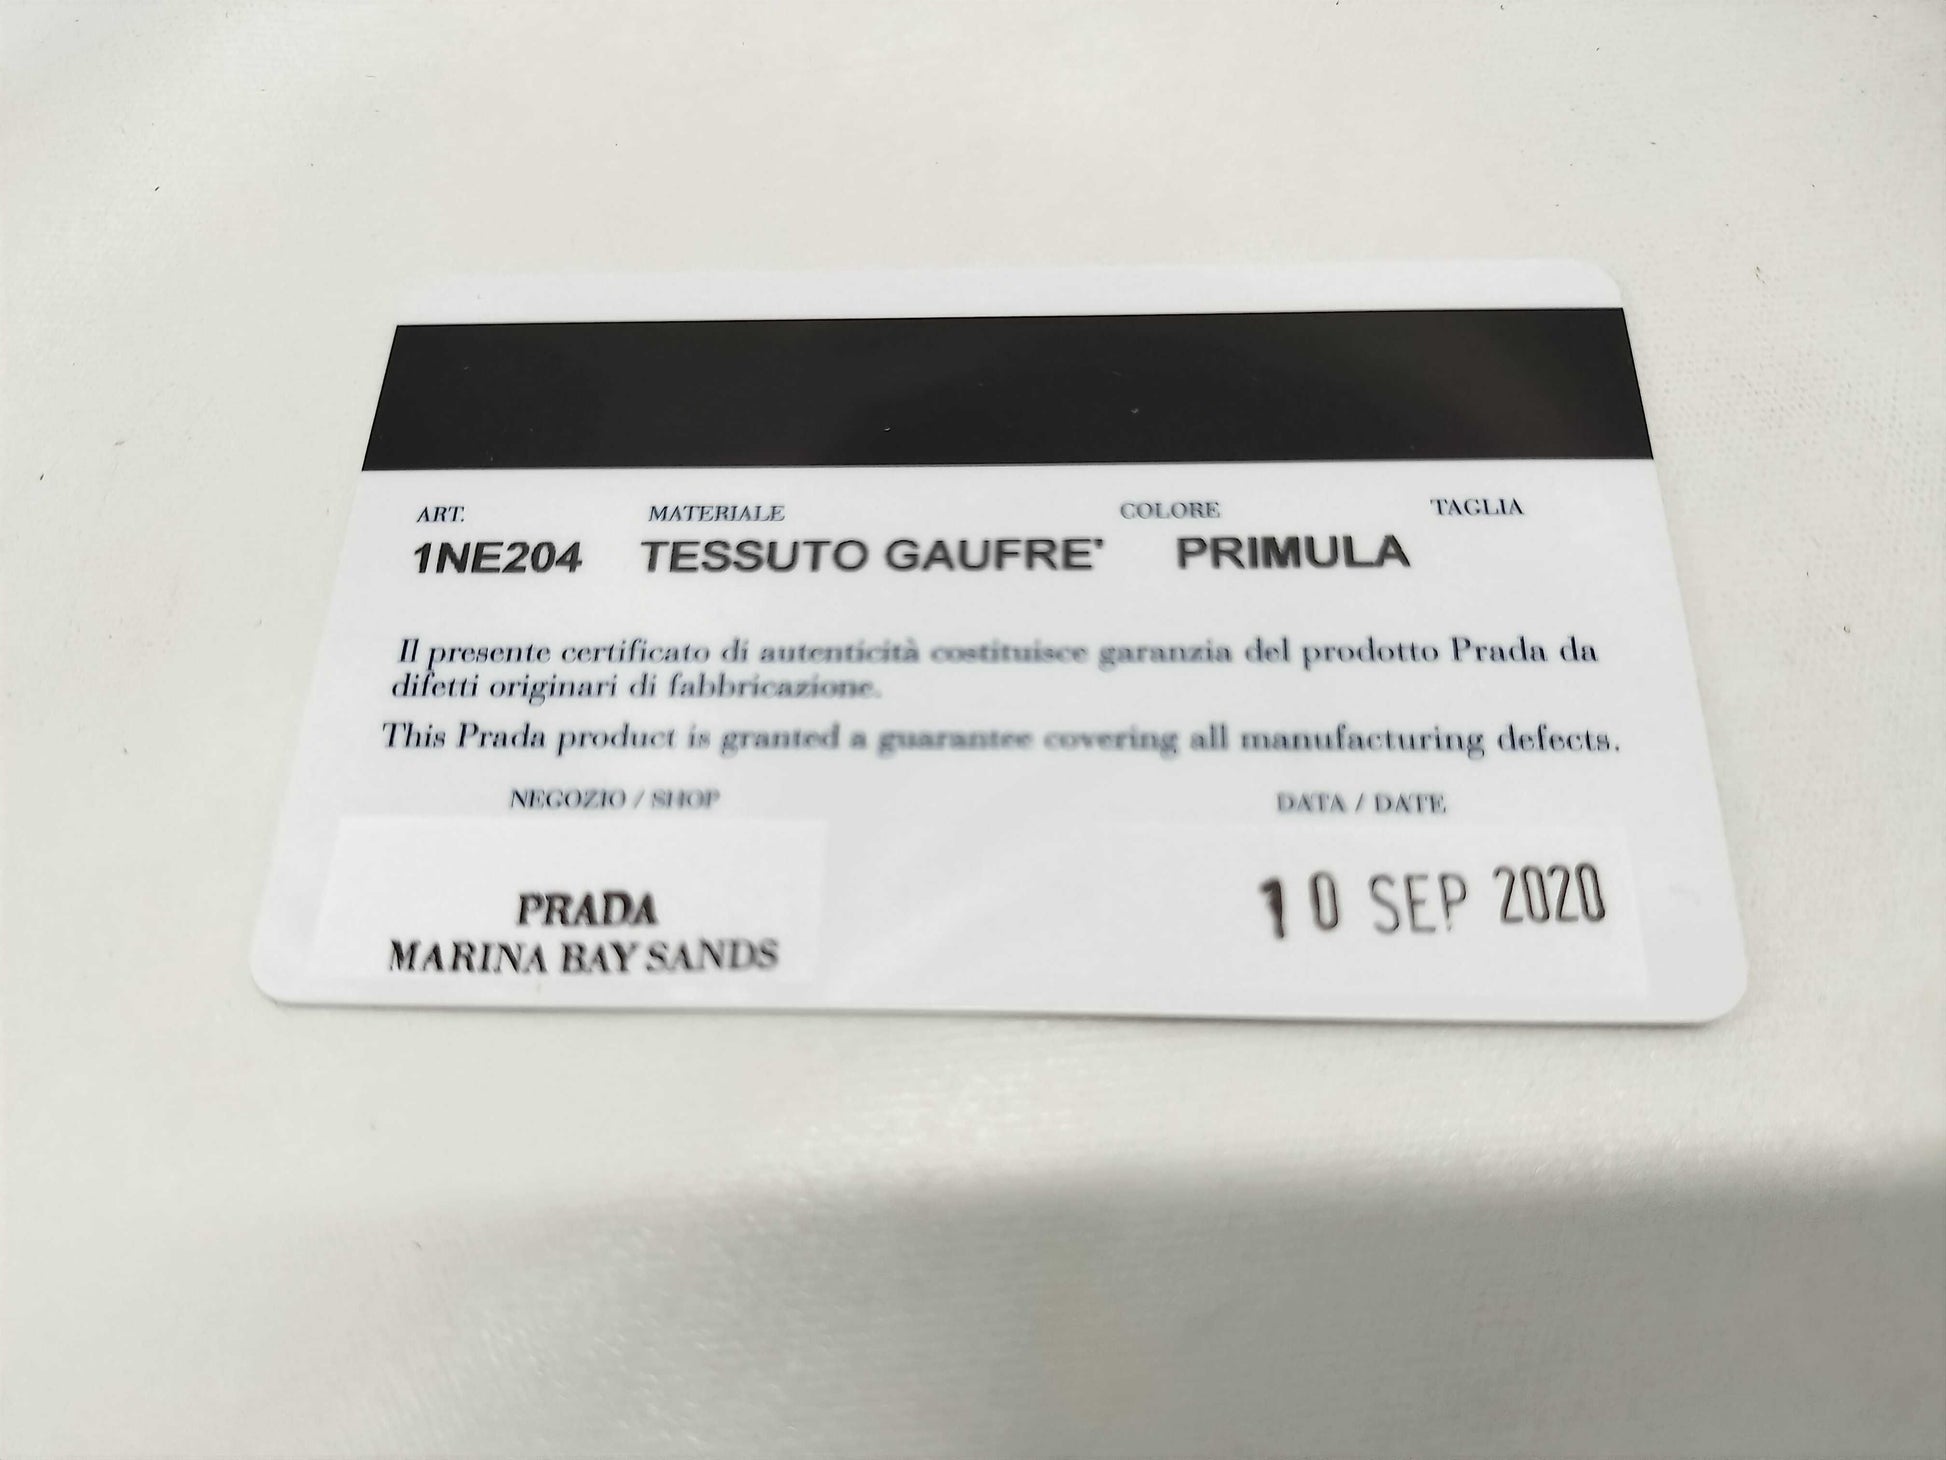 ART. MATERIALE COLORE TAGLIA
1NE204 TESSUTO GAUFRE' PRIMULA
Il presente certificato di autenticità costituisce garanzia del prodotto Prada da
difetti originari di fabbricazione.
This Prada product is granted a guarantee covering all manufacturing defects.
NEGOZIO / SHOP DATA / DATE
PRADA
MARINA BAY SANDS
10 SEP 2020